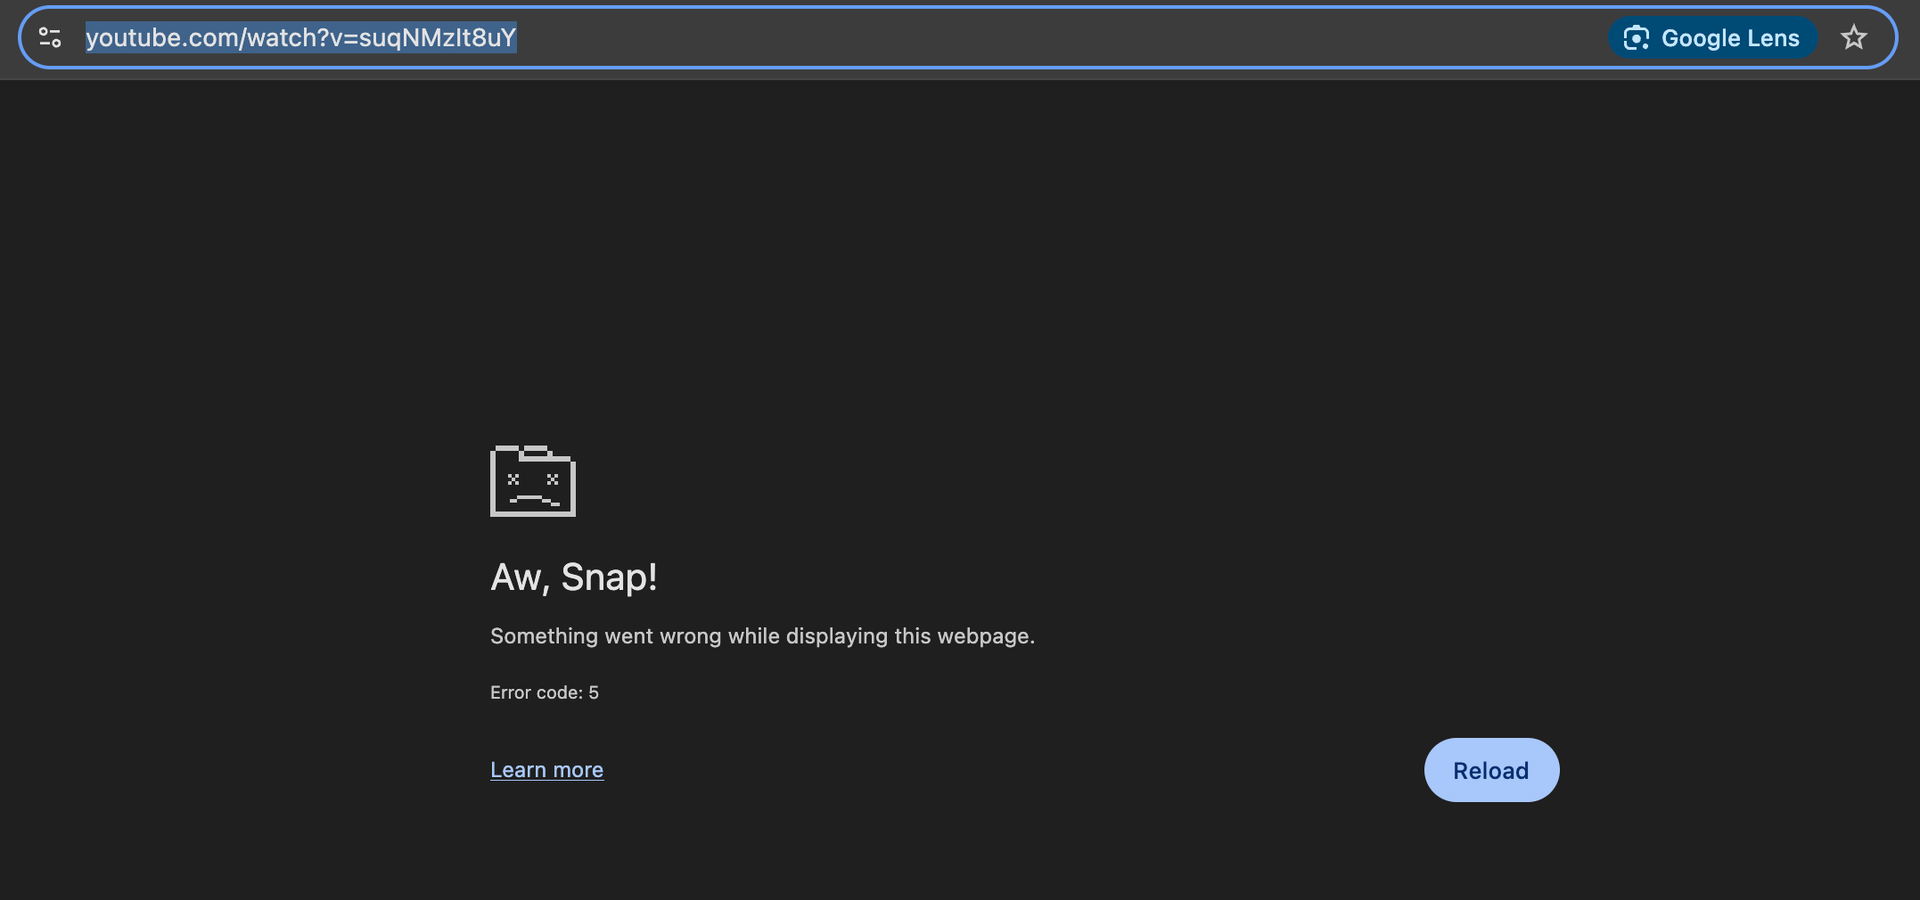 youtube.com/watch?v=suqNMzIt8uY
Google Lens
Aw, Snap!
Something went wrong while displaying this webpage.
Error code: 5
Learn more
Reload